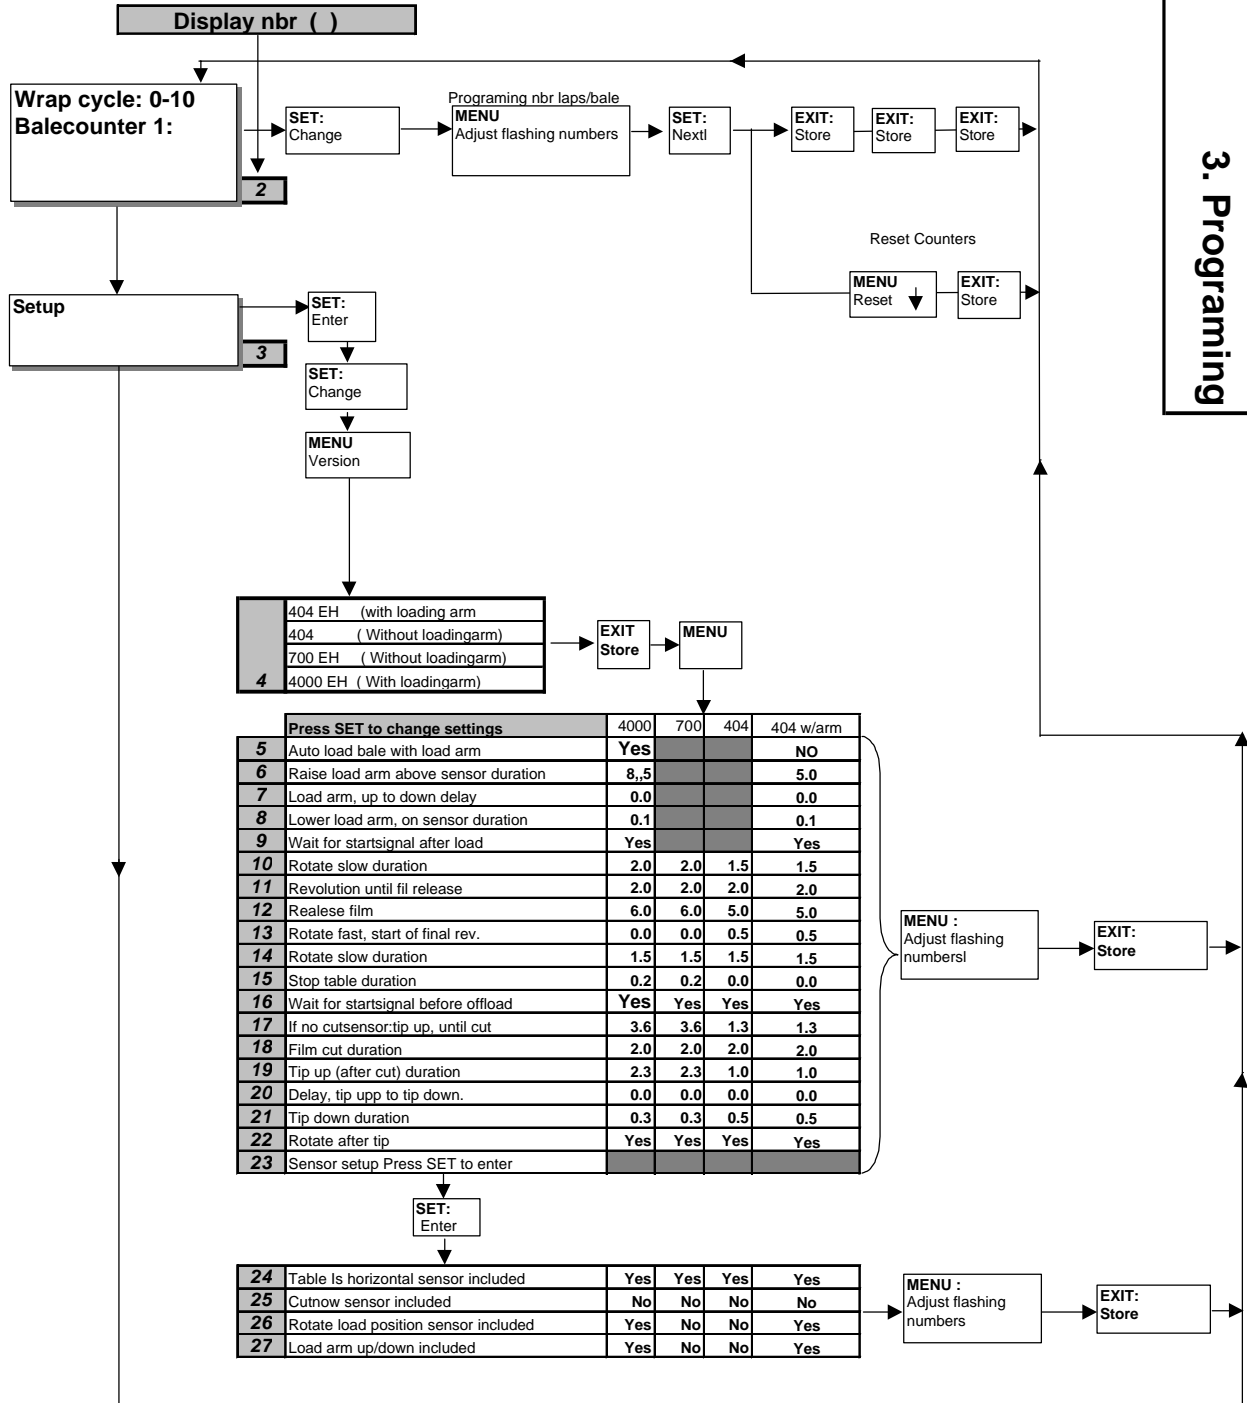 Display nbr ( )
Wrap cycle: 0-10
Balecounter 1:
2
SET:
Change
Programing nbr laps/bale
MENU
Adjust flashing numbers
SET:
Nextl
EXIT:
Store
EXIT:
Store
EXIT:
Store
Reset Counters
MENU
Reset
EXIT:
Store
3. Programing
Setup
3
SET:
Enter
SET:
Change
MENU
Version
404 EH (with loading arm
404 ( Without loadingarm)
700 EH ( Without loadingarm)
4 4000 EH ( With loadingarm)
EXIT
Store
MENU
Press SET to change settings 4000 700 404 404 w/arm
5 Auto load bale with load arm Yes NO
6 Raise load arm above sensor duration 8,,5 5.0
7 Load arm, up to down delay 0.0 0.0
8 Lower load arm, on sensor duration 0.1 0.1
9 Wait for startsignal after load Yes Yes
10 Rotate slow duration 2.0 2.0 1.5 1.5
11 Revolution until fil release 2.0 2.0 2.0 2.0
12 Realese film 6.0 6.0 5.0 5.0
13 Rotate fast, start of final rev. 0.0 0.0 0.5 0.5
14 Rotate slow duration 1.5 1.5 1.5 1.5
15 Stop table duration 0.2 0.2 0.0 0.0
16 Wait for startsignal before offload Yes Yes Yes Yes
17 If no cutsensor:tip up, until cut 3.6 3.6 1.3 1.3
18 Film cut duration 2.0 2.0 2.0 2.0
19 Tip up (after cut) duration 2.3 2.3 1.0 1.0
20 Delay, tip upp to tip down. 0.0 0.0 0.0 0.0
21 Tip down duration 0.3 0.3 0.5 0.5
22 Rotate after tip Yes Yes Yes Yes
23 Sensor setup Press SET to enter
MENU :
Adjust flashing
numbersl
EXIT:
Store
SET:
Enter
24 Table Is horizontal sensor included Yes Yes Yes Yes
25 Cutnow sensor included No No No No
26 Rotate load position sensor included Yes No No Yes
27 Load arm up/down included Yes No No Yes
MENU :
Adjust flashing
numbers
EXIT:
Store